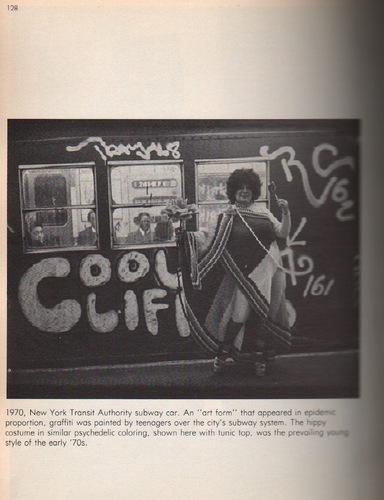 128
RC162
COOL
CLIFF
161
1970, New York Transit Authority subway car. An "art form" that appeared in epidemic
proportion, graffiti was painted by teenagers over the city's subway system. The hippy
costume in similar psychedelic coloring, shown here with tunic top, was the prevailing young
style of the early '70s.